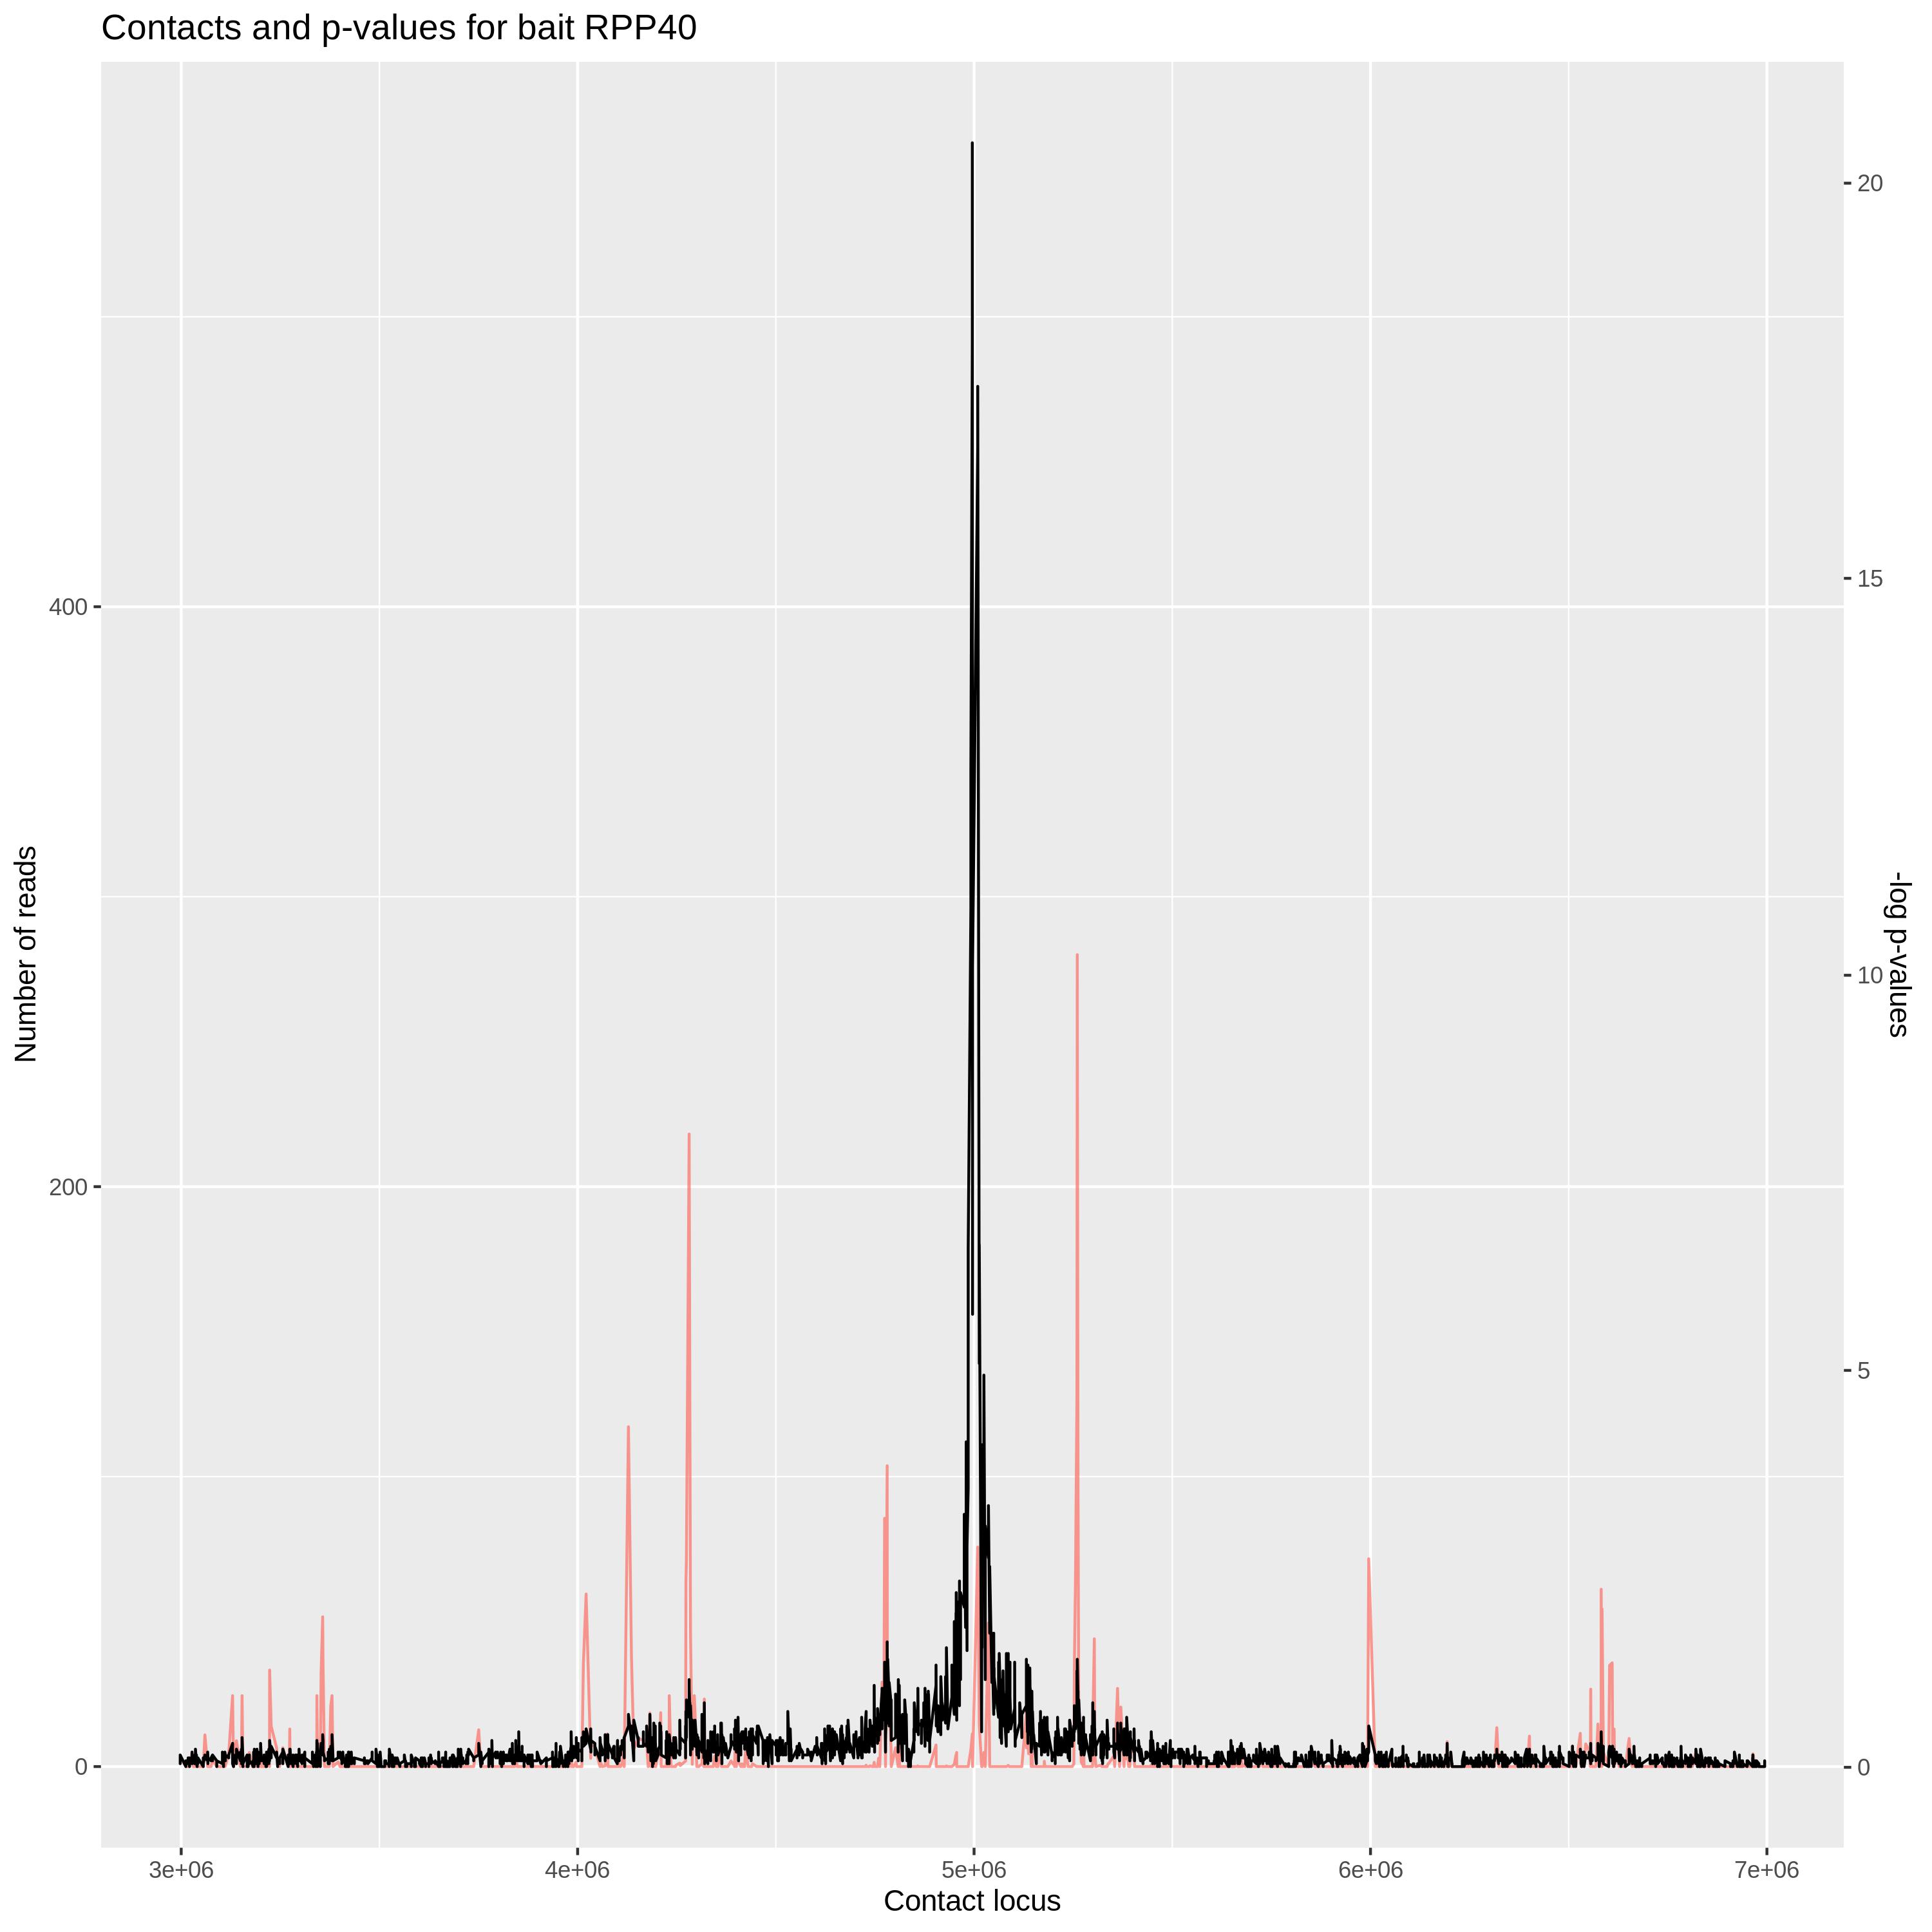 Contacts and p-values for bait RPP40
Number of reads
400
200
0
20
15
10
5
0
-log p-values
3e+06
4e+06
5e+06
6e+06
7e+06
Contact locus